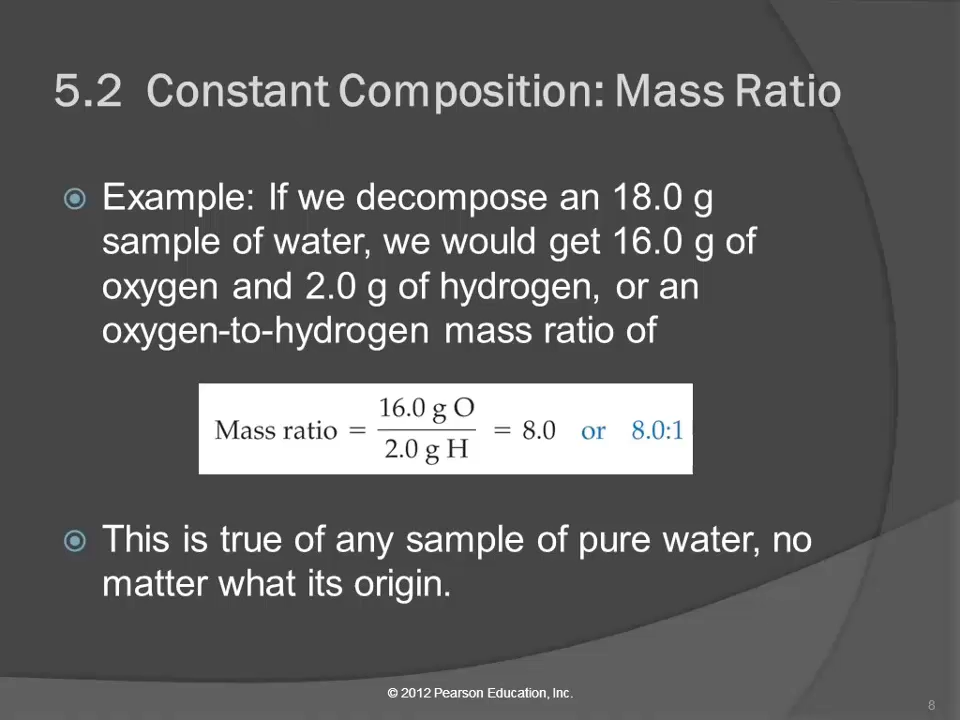 5.2 Constant Composition: Mass Ratio
Example: If we decompose an 18.0 g
sample of water, we would get 16.0 g of
oxygen and 2.0 g of hydrogen, or an
oxygen-to-hydrogen mass ratio of
Mass ratio = 16.0 g O / 2.0 g H = 8.0 or 8.0:1
This is true of any sample of pure water, no
matter what its origin.
© 2012 Pearson Education, Inc.
8